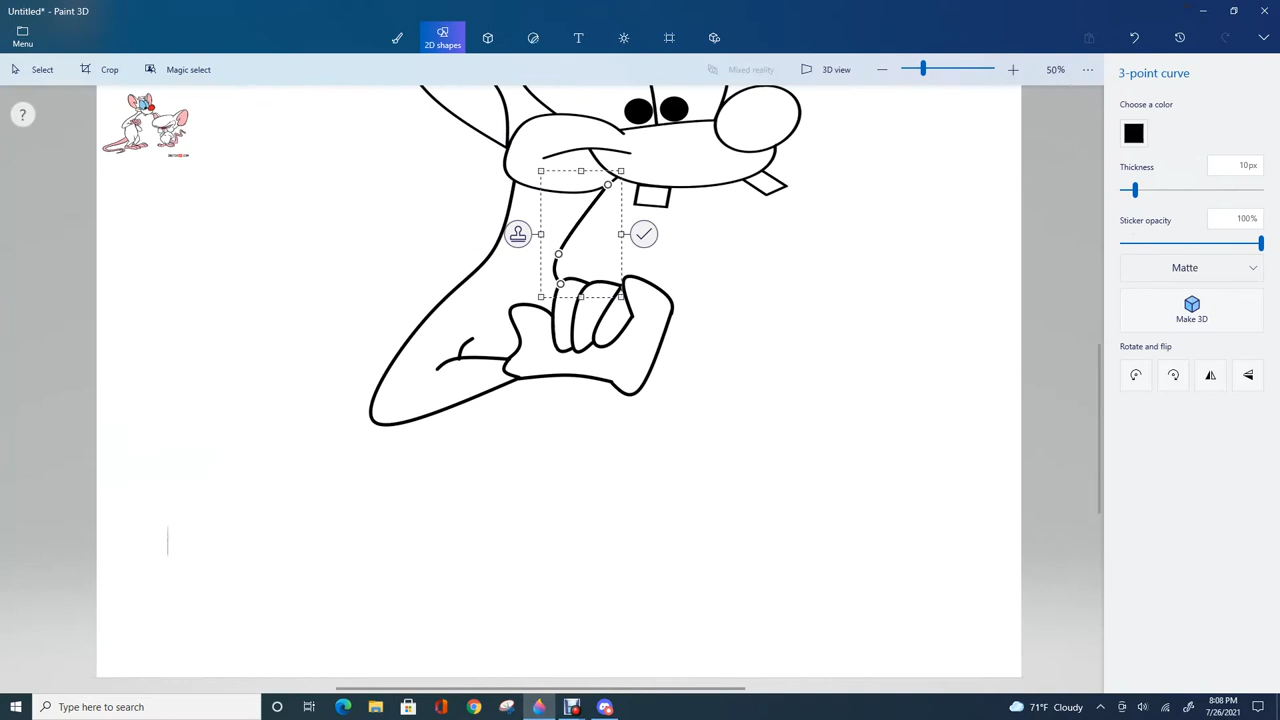 Untitled* - Paint 3D
Menu
2D shapes
Select
Crop
Magic select
Mixed reality
3D view
50%
3-point curve
?
Choose a color
Thickness
10px
Sticker opacity
100%
Matte
Make 3D
Rotate and flip
Type here to search
71°F Cloudy
8:08 PM
7/26/2021